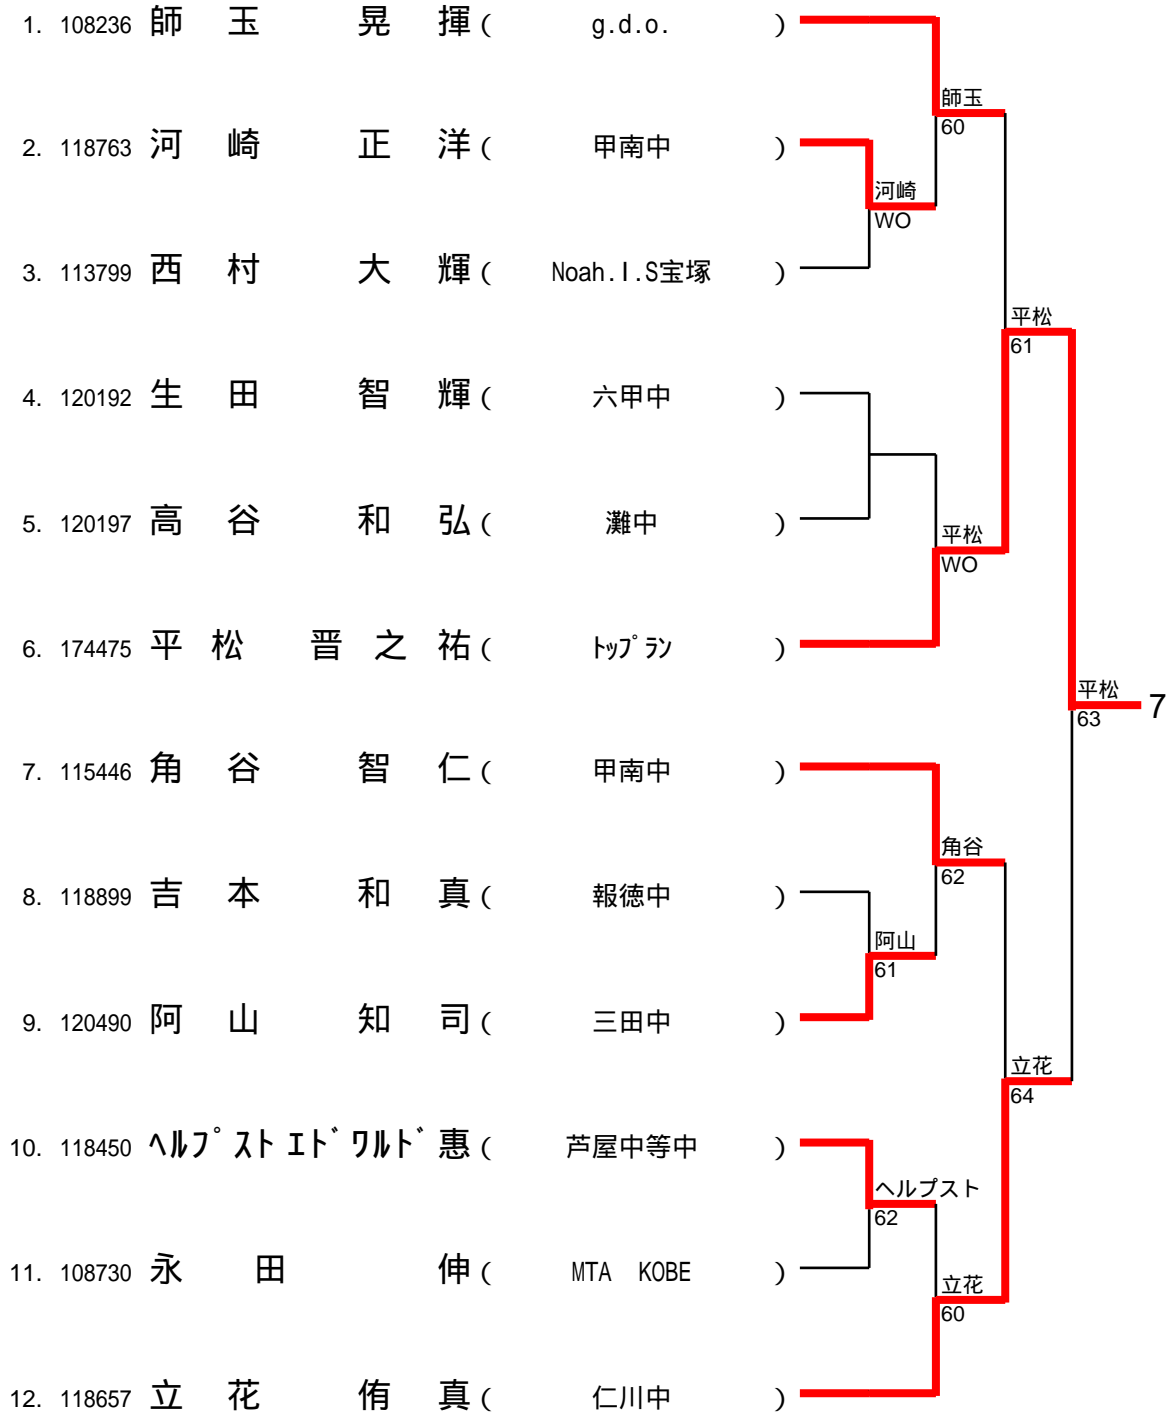 1. 108236 師玉 晃揮 ( g.d.o. )
師玉
60
2. 118763 河崎 正洋 ( 甲南中 )
河崎
WO
3. 113799 西村 大輝 ( Noah.I.S宝塚 )
平松
61
4. 120192 生田 智輝 ( 六甲中 )
5. 120197 高谷 和弘 ( 灘中 )
平松
WO
6. 174475 平松 晋之祐 ( ﾄｯﾌﾟﾗﾝ )
平松
63
7
7. 115446 角谷 智仁 ( 甲南中 )
角谷
62
8. 118899 吉本 和真 ( 報徳中 )
阿山
61
9. 120490 阿山 知司 ( 三田中 )
立花
64
10. 118450 ﾍﾙﾌﾟｽﾄ ｴﾄﾞﾜﾙﾄﾞ惠 ( 芦屋中等中 )
ヘルプスト
62
11. 108730 永田 伸 ( MTA KOBE )
立花
60
12. 118657 立花 侑真 ( 仁川中 )